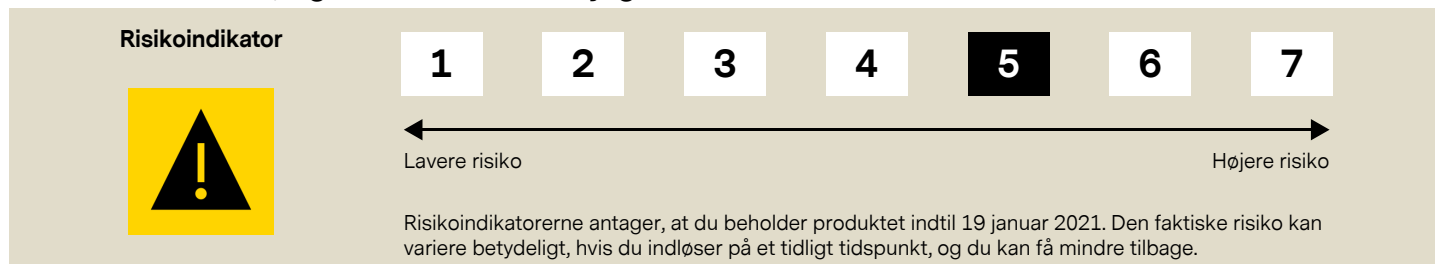 Risikoindikator
1 2 3 4 5 6 7
Lavere risiko Højere risiko
Risikoindikatorerne antager, at du beholder produktet indtil 19 januar 2021. Den faktiske risiko kan
variere betydeligt, hvis du indløser på et tidligt tidspunkt, og du kan få mindre tilbage.